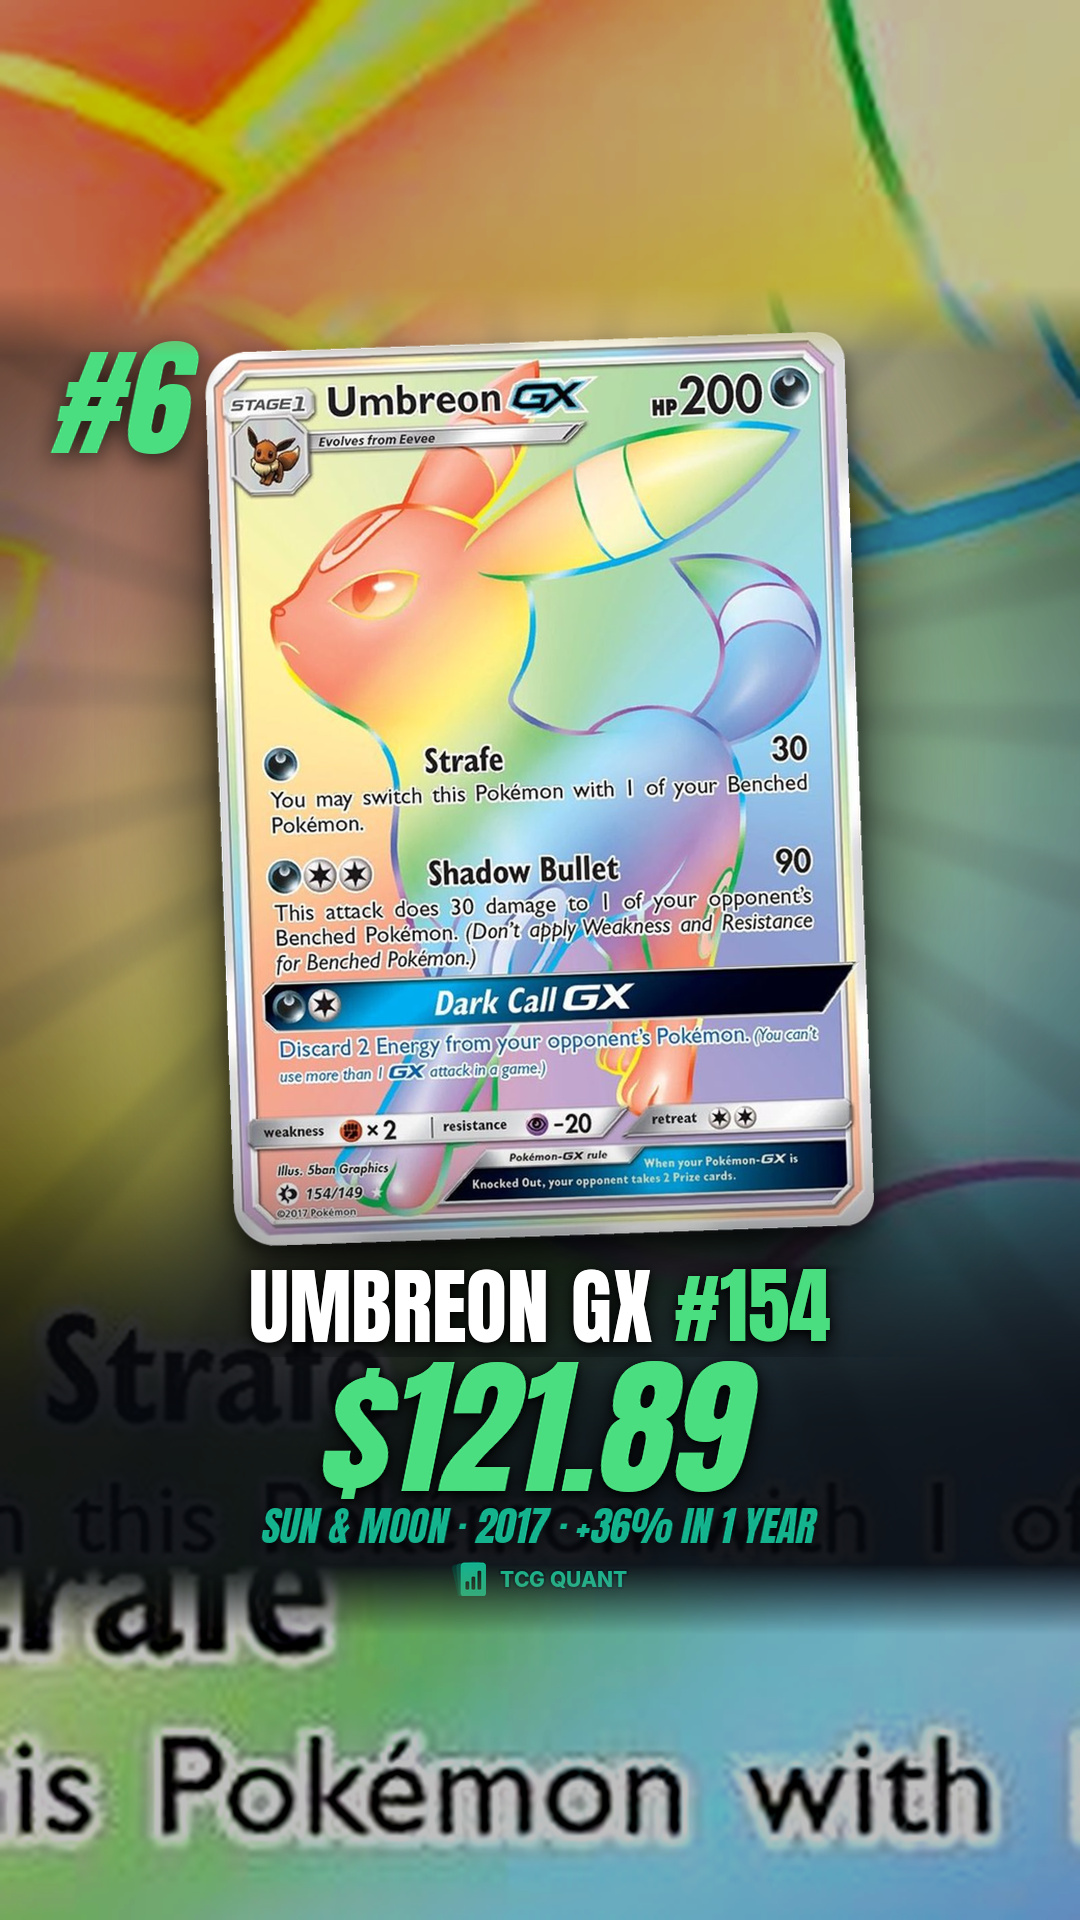 #6
STAGE1
Umbreon GX
HP 200
Evolves from Eevee
Strafe 30
You may switch this Pokémon with 1 of your Benched
Pokémon.
Shadow Bullet 90
This attack does 30 damage to 1 of your opponent's
Benched Pokémon. (Don't apply Weakness and Resistance
for Benched Pokémon.)
Dark Call GX
Discard 2 Energy from your opponent's Pokémon. (You can't
use more than 1 GX attack in a game.)
weakness ×2 resistance -20 retreat
Pokémon-GX rule
When your Pokémon-GX is
Knocked Out, your opponent takes 2 Prize cards.
Illus. 5ban Graphics
154/149
©2017 Pokémon
UMBREON GX #154
$121.89
SUN & MOON · 2017 · +36% IN 1 YEAR
TCG QUANT
Strafe
this Pokémon with 1 of
trafe
is Pokémon with